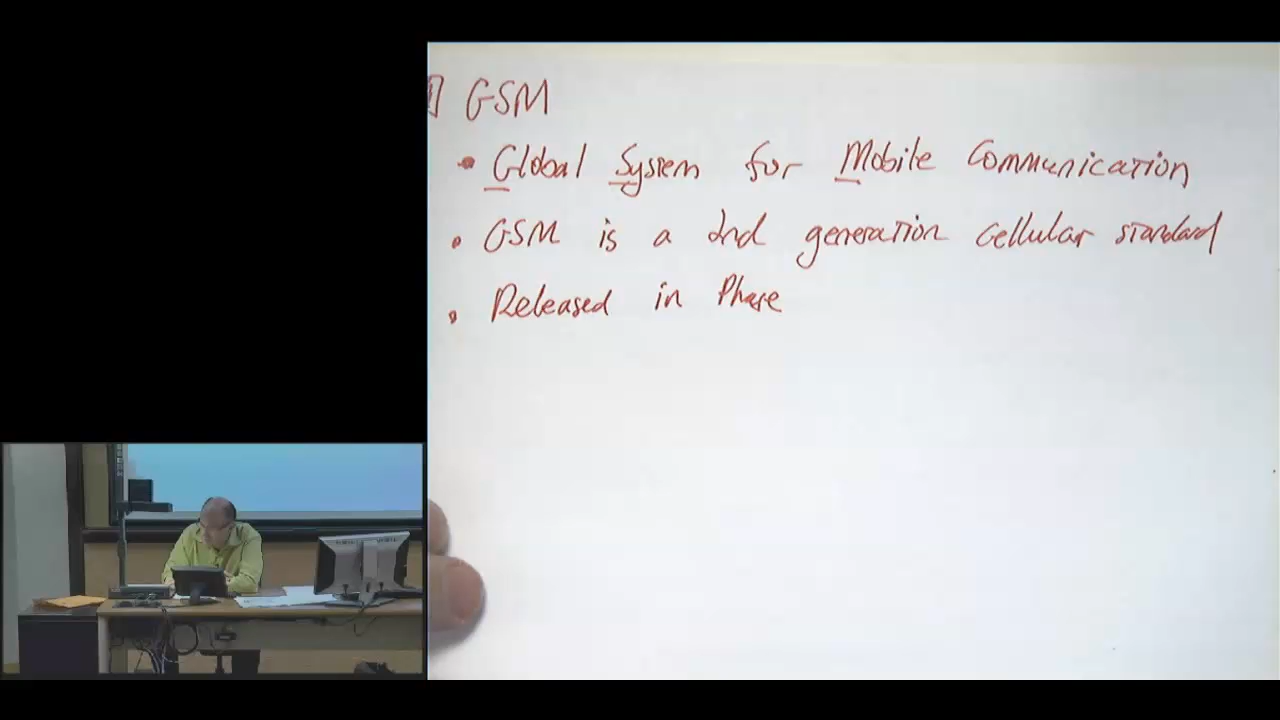 GSM
• Global System for Mobile Communication
• GSM is a 2nd generation cellular standard
• Released in Phase